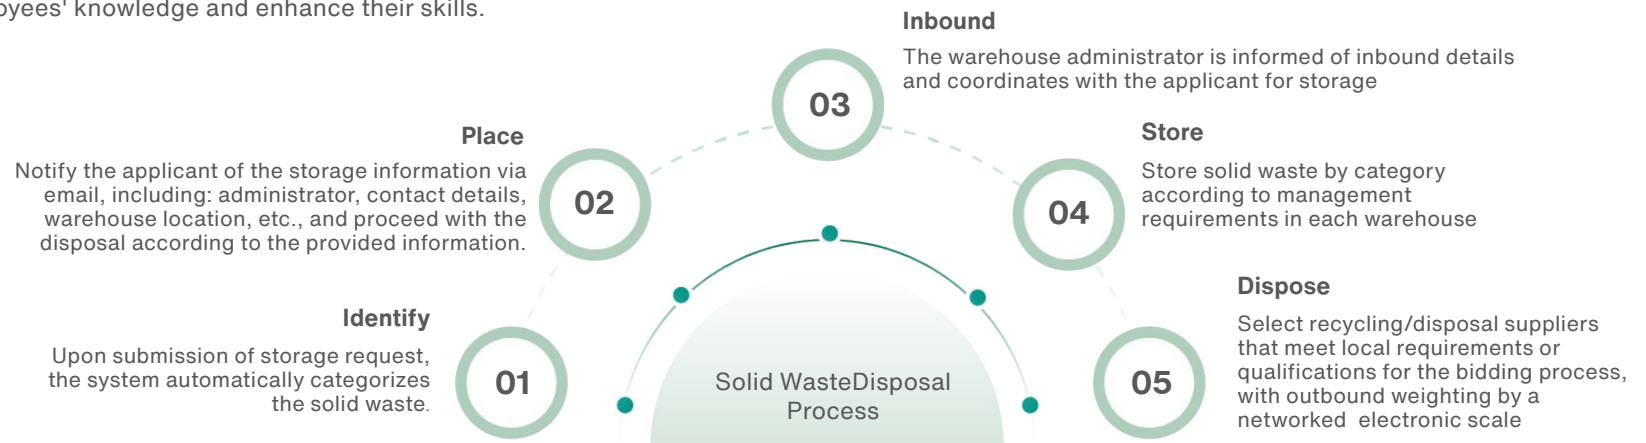 knowledge and enhance their skills.
01
Identify
Upon submission of storage request,
the system automatically categorizes
the solid waste.
02
Place
Notify the applicant of the storage information via
email, including: administrator, contact details,
warehouse location, etc., and proceed with the
disposal according to the provided information.
03
Inbound
The warehouse administrator is informed of inbound details
and coordinates with the applicant for storage
04
Store
Store solid waste by category
according to management
requirements in each warehouse
05
Dispose
Select recycling/disposal suppliers
that meet local requirements or
qualifications for the bidding process,
with outbound weighting by a
networked electronic scale
Solid WasteDisposal
Process